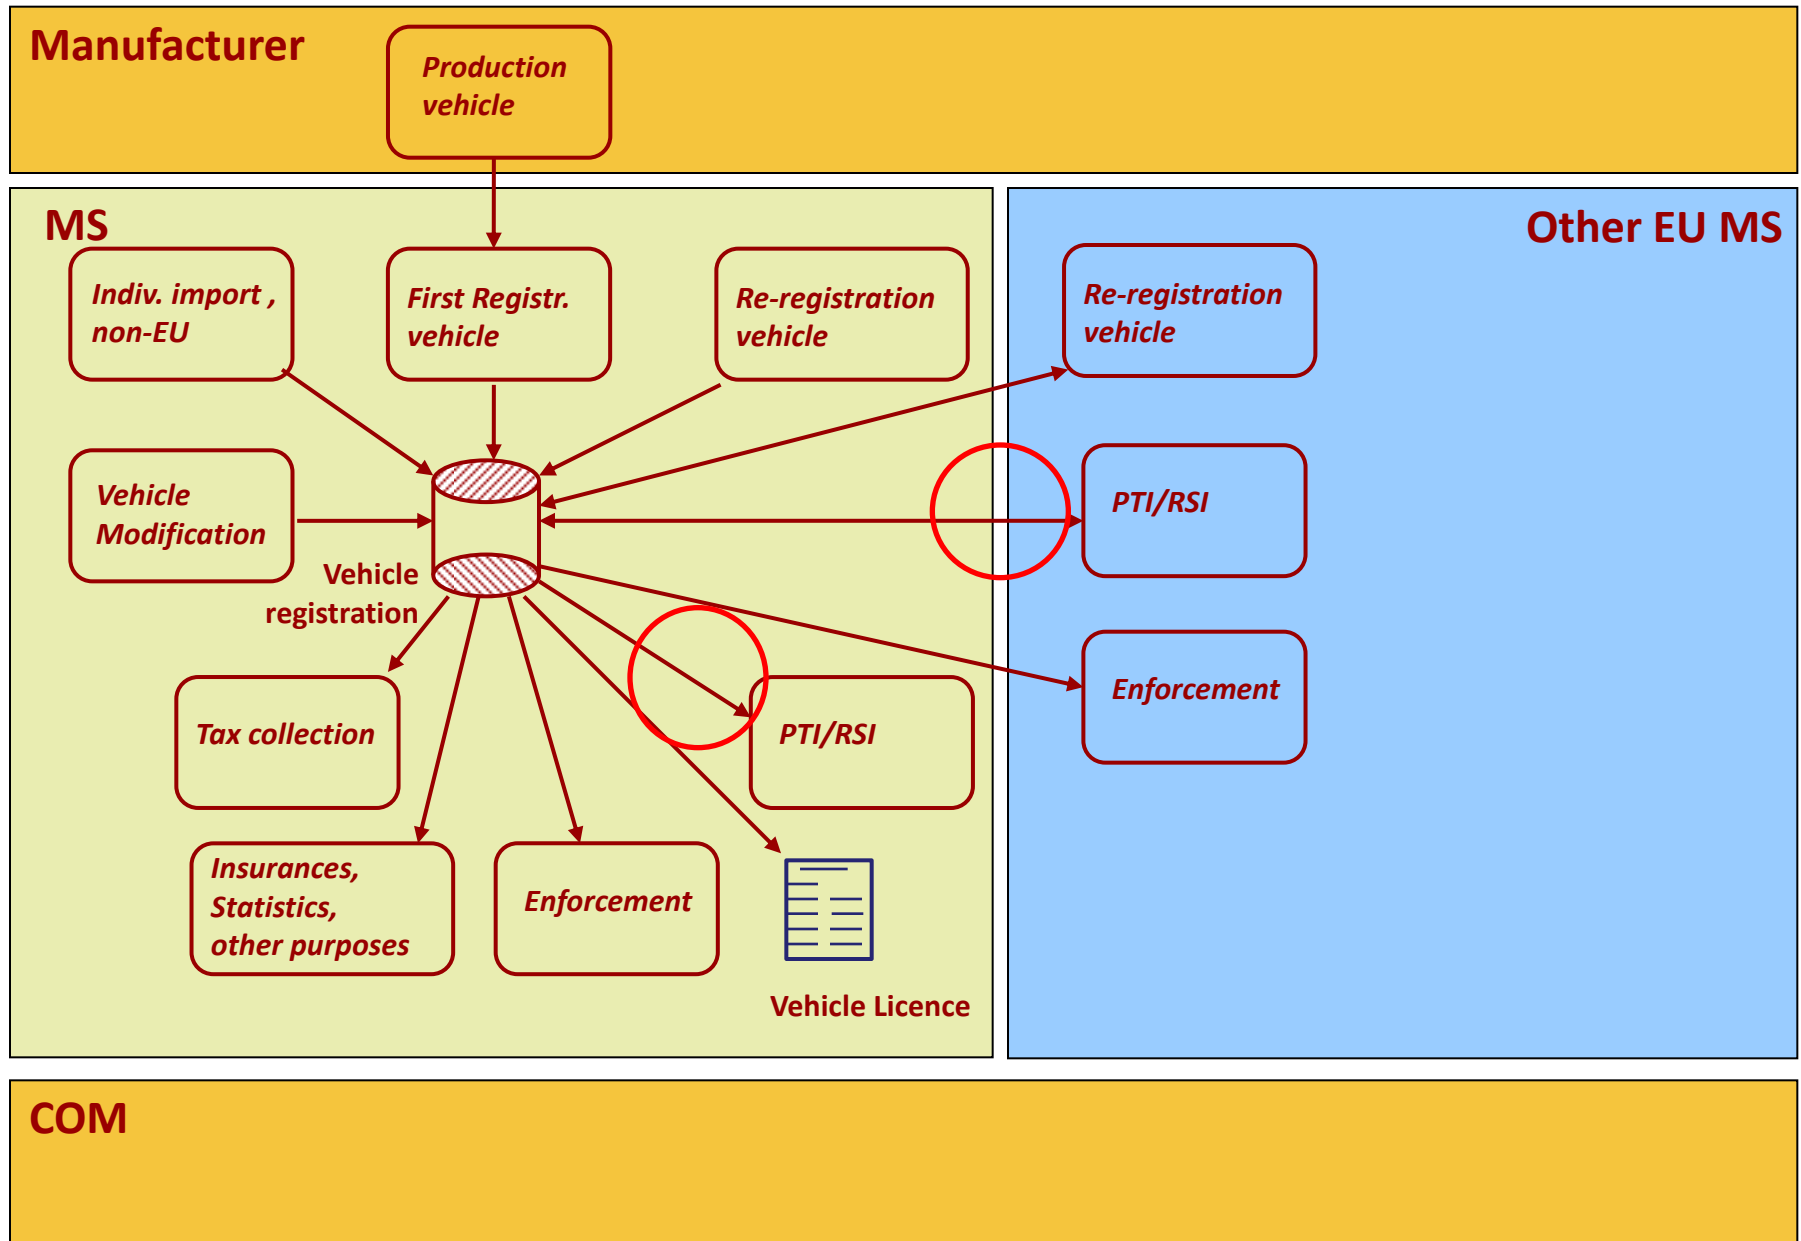 Manufacturer
Production
vehicle
MS
Other EU MS
Indiv. import ,
non-EU
First Registr.
vehicle
Re-registration
vehicle
Re-registration
vehicle
Vehicle
Modification
PTI/RSI
Vehicle
registration
Enforcement
Tax collection
PTI/RSI
Insurances,
Statistics,
other purposes
Enforcement
Vehicle Licence
COM